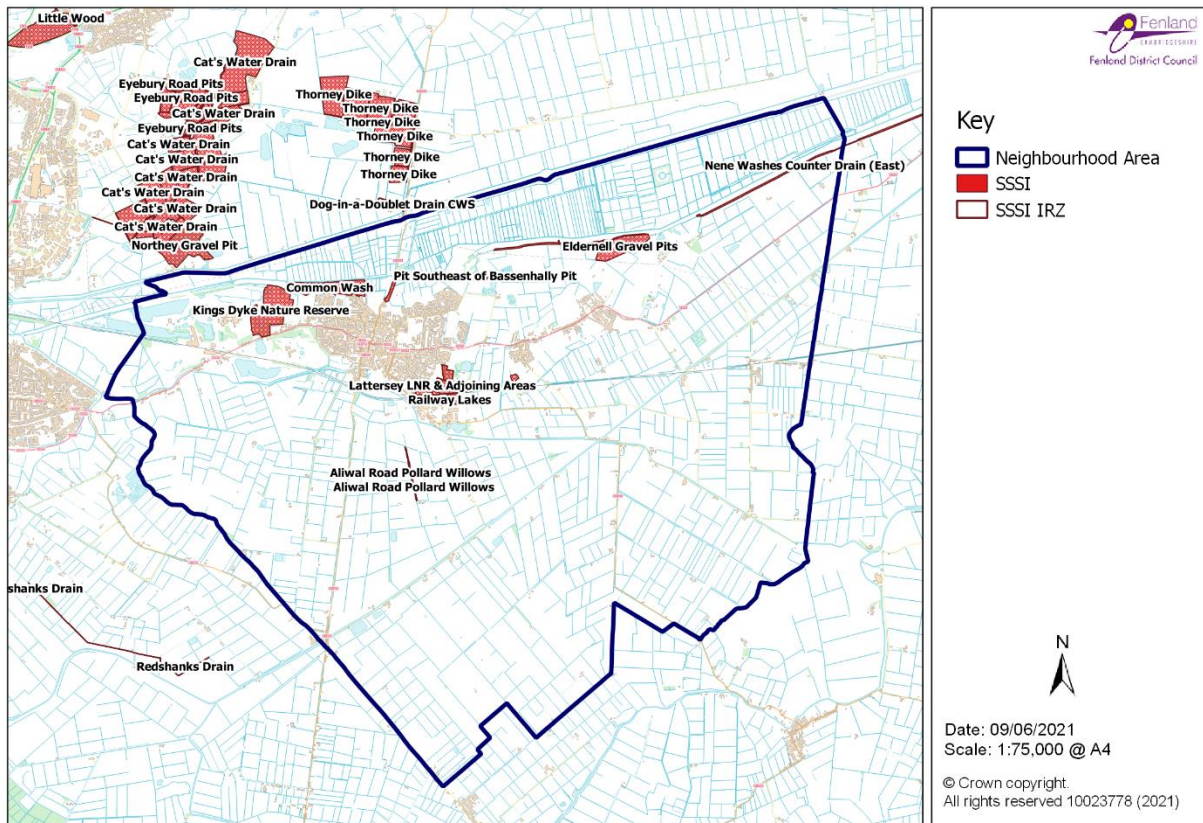 Little Wood
Cat's Water Drain
Eyebury Road Pits
Eyebury Road Pits
Cat's Water Drain
Eyebury Road Pits
Cat's Water Drain
Cat's Water Drain
Cat's Water Drain
Cat's Water Drain
Cat's Water Drain
Cat's Water Drain
Northey Gravel Pit
Thorney Dike
Thorney Dike
Thorney Dike
Thorney Dike
Thorney Dike
Thorney Dike
Dog-in-a-Doublet Drain CWS
Nene Washes Counter Drain (East)
Eldernell Gravel Pits
Pit Southeast of Bassenhally Pit
Common Wash
Kings Dyke Nature Reserve
Lattersey LNR & Adjoining Areas
Railway Lakes
Aliwal Road Pollard Willows
Aliwal Road Pollard Willows
shanks Drain
Redshanks Drain
Fenland
CAMBRIDGESHIRE
Fenland District Council
Key
Neighbourhood Area
SSSI
SSSI IRZ
N
Date: 09/06/2021
Scale: 1:75,000 @ A4
© Crown copyright.
All rights reserved 10023778 (2021)